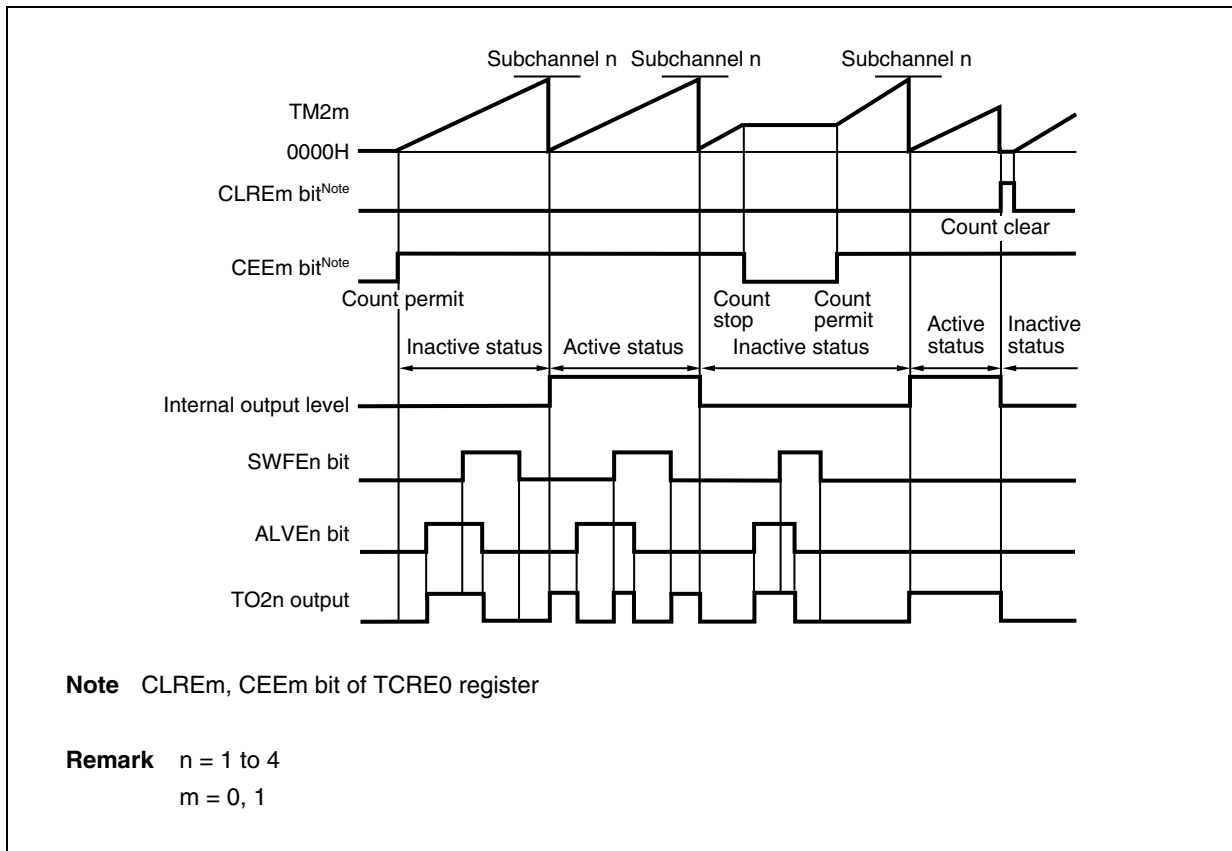 Subchannel n Subchannel n Subchannel n
TM2m
0000H
CLREm bitNote
Count clear
CEEm bitNote
Count permit
Count stop
Count permit
Inactive status
Active status
Inactive status
Active status
Inactive status
Internal output level
SWFEn bit
ALVEn bit
TO2n output
Note CLREm, CEEm bit of TCRE0 register
Remark n = 1 to 4
m = 0, 1